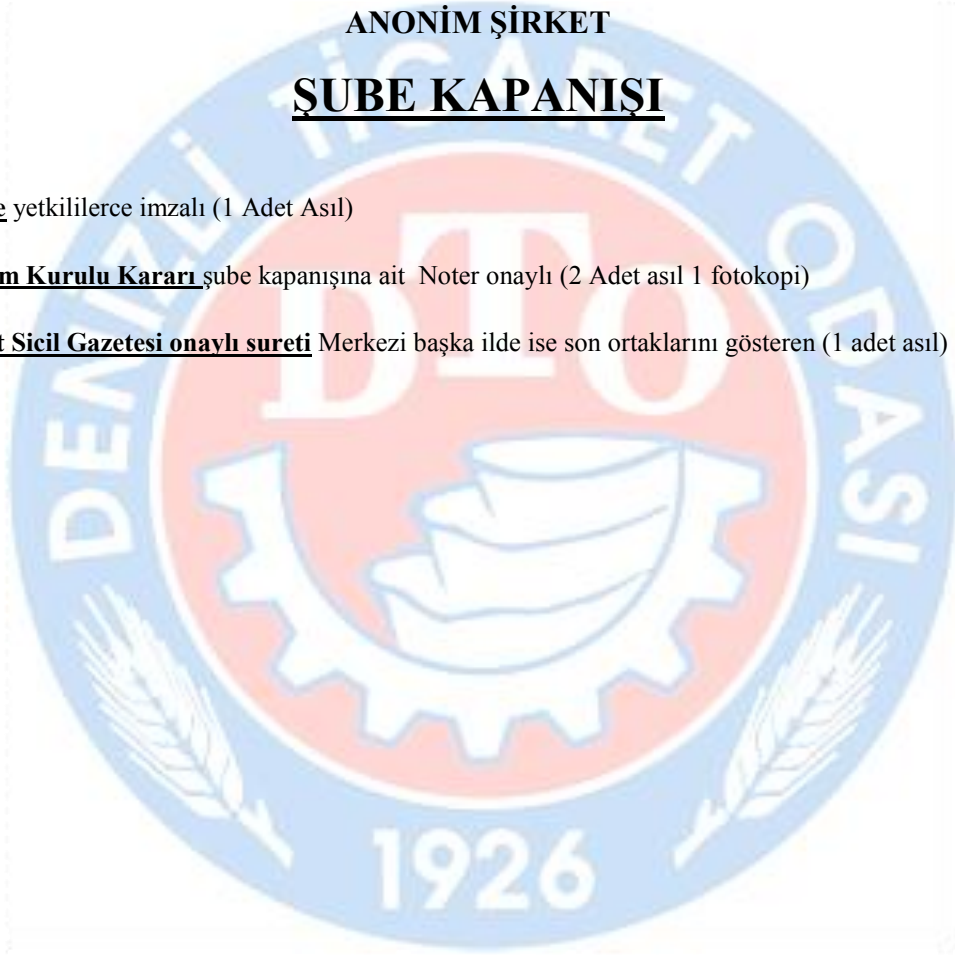 ANONİM ŞİRKET
ŞUBE KAPANIŞI
e yetkililerce imzalı (1 Adet Asıl)
m Kurulu Kararı şube kapanışına ait Noter onaylı (2 Adet asıl 1 fotokopi)
t Sicil Gazetesi onaylı sureti Merkezi başka ilde ise son ortaklarını gösteren (1 adet asıl)
DENİZLİ TİCARET ODASI
DTO
1926